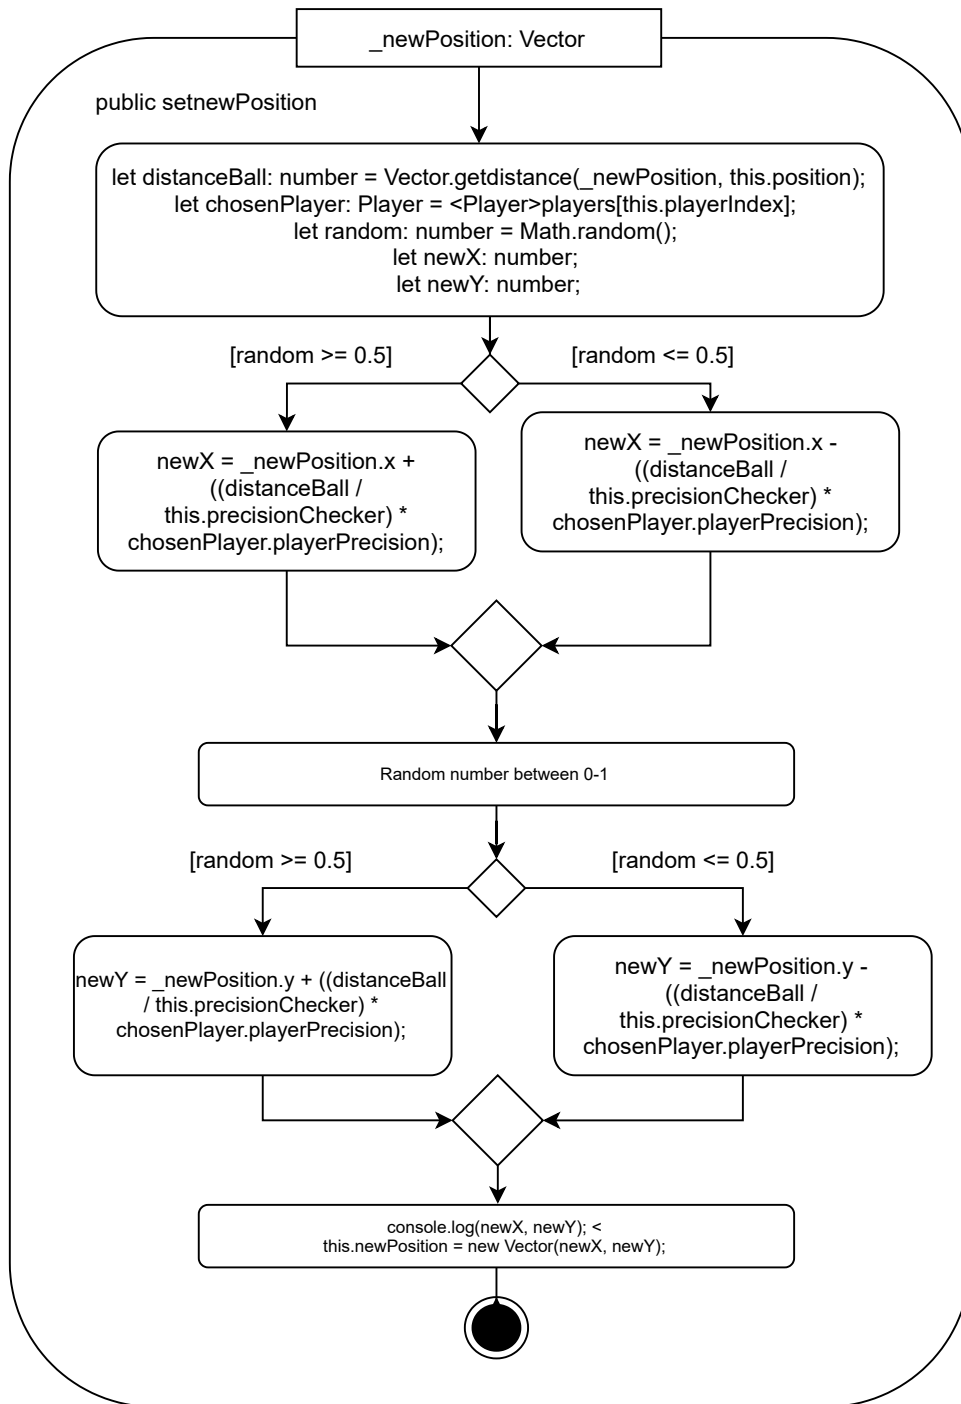 _newPosition: Vector
public setnewPosition
let distanceBall: number = Vector.getdistance(_newPosition, this.position);
let chosenPlayer: Player = <Player>players[this.playerIndex];
let random: number = Math.random();
let newX: number;
let newY: number;
[random >= 0.5]
[random <= 0.5]
newX = _newPosition.x +
((distanceBall /
this.precisionChecker) *
chosenPlayer.playerPrecision);
newX = _newPosition.x -
((distanceBall /
this.precisionChecker) *
chosenPlayer.playerPrecision);
Random number between 0-1
[random >= 0.5]
[random <= 0.5]
newY = _newPosition.y + ((distanceBall
/ this.precisionChecker) *
chosenPlayer.playerPrecision);
newY = _newPosition.y -
((distanceBall /
this.precisionChecker) *
chosenPlayer.playerPrecision);
console.log(newX, newY); <
this.newPosition = new Vector(newX, newY);